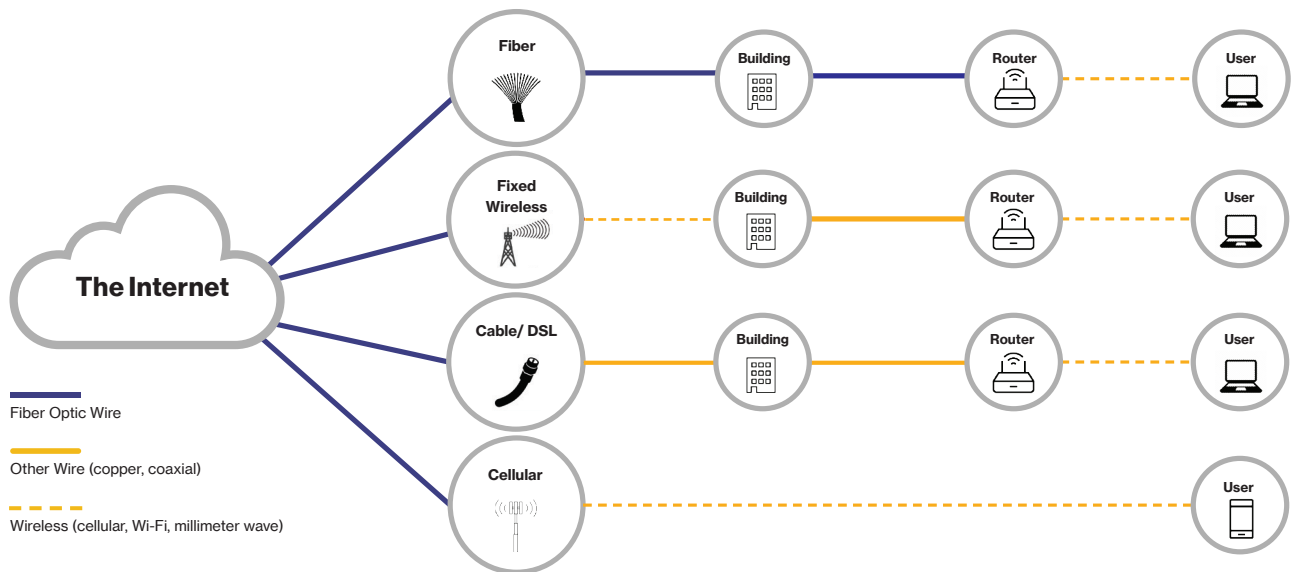 Fiber
Building
Router
User
Fixed
Wireless
Building
Router
User
The Internet
Cable/ DSL
Building
Router
User
Fiber Optic Wire
Other Wire (copper, coaxial)
Cellular
User
Wireless (cellular, Wi-Fi, millimeter wave)